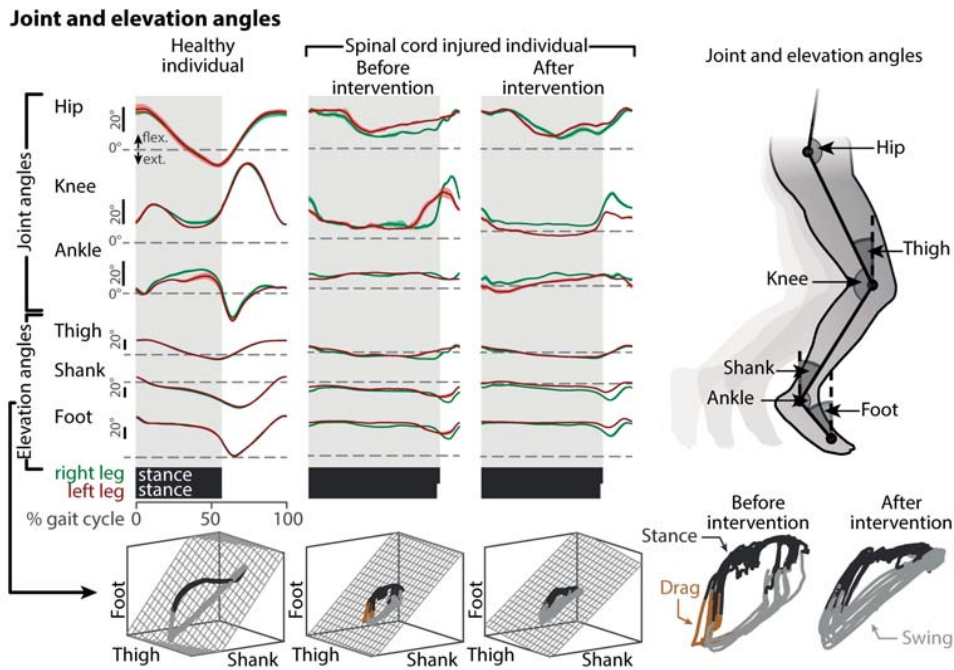 Joint and elevation angles
Healthy
individual
Spinal cord injured individual
Before
intervention
After
intervention
Joint and elevation angles
Joint angles
Hip
20°
0°
flex.
ext.
Knee
20°
0°
Ankle
20°
0°
Elevation angles
Thigh
20°
Shank
20°
Foot
20°
right leg
left leg
stance
stance
% gait cycle
0
50
100
Hip
Thigh
Knee
Shank
Ankle
Foot
Foot
Thigh
Shank
Foot
Thigh
Shank
Foot
Thigh
Shank
Before
intervention
After
intervention
Stance
Drag
Swing